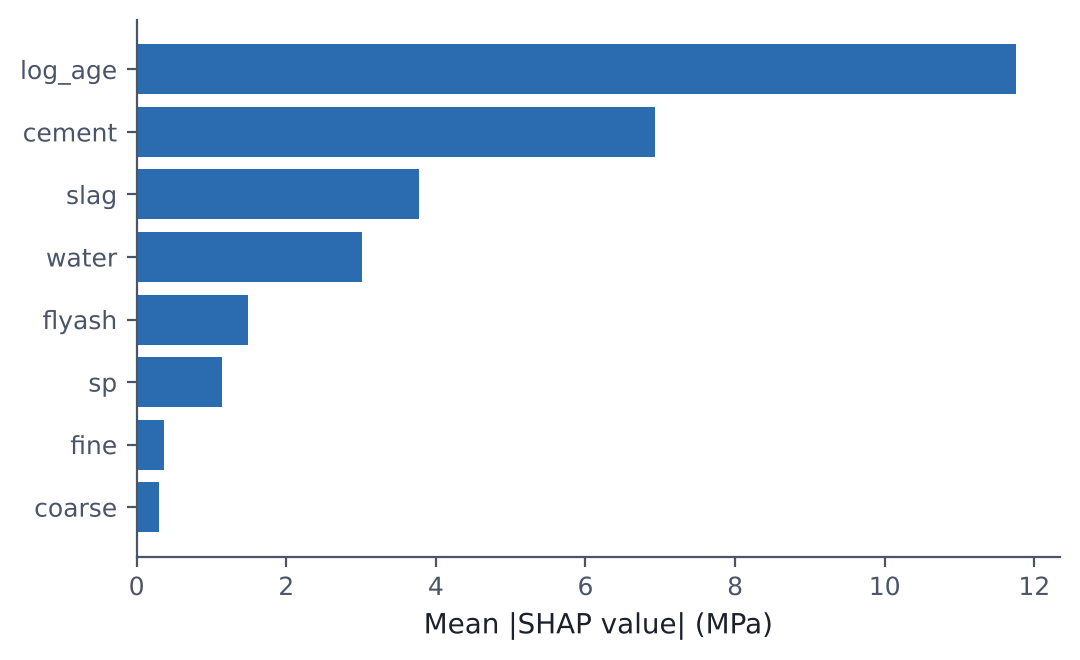 log_age
cement
slag
water
flyash
sp
fine
coarse
0 2 4 6 8 10 12
Mean |SHAP value| (MPa)